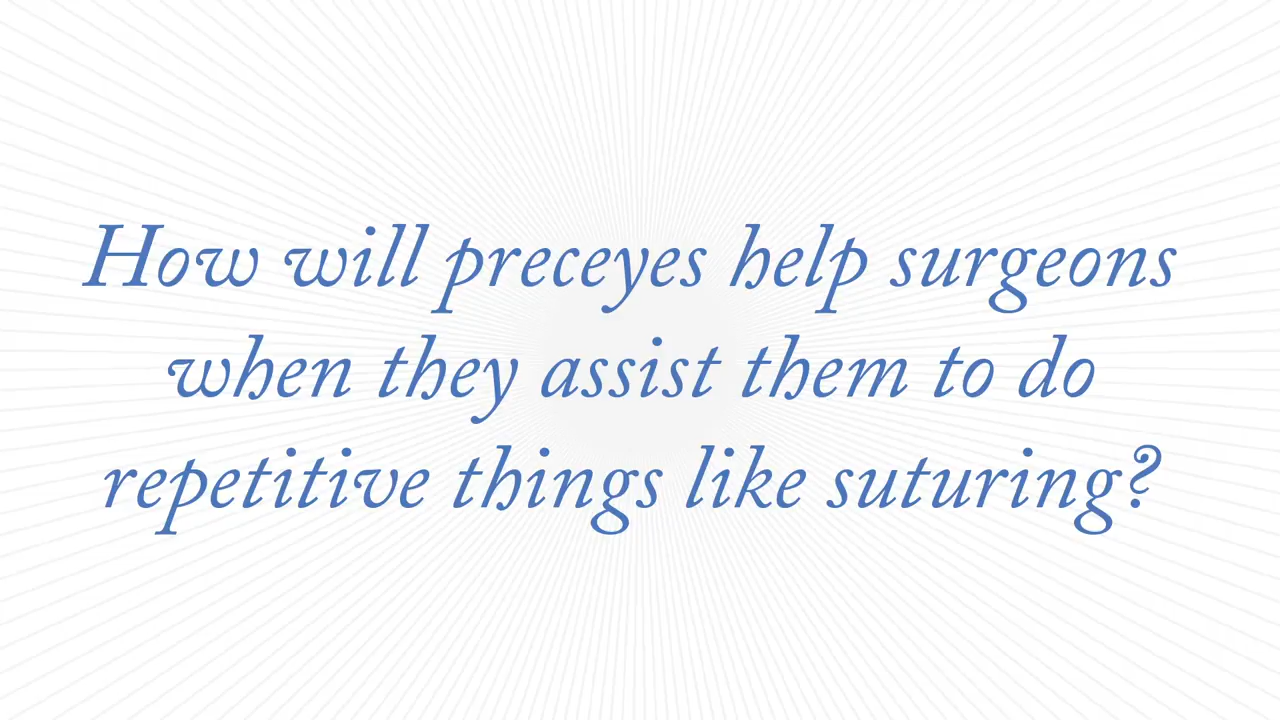 How will preceyes help surgeons
when they assist them to do
repetitive things like suturing?